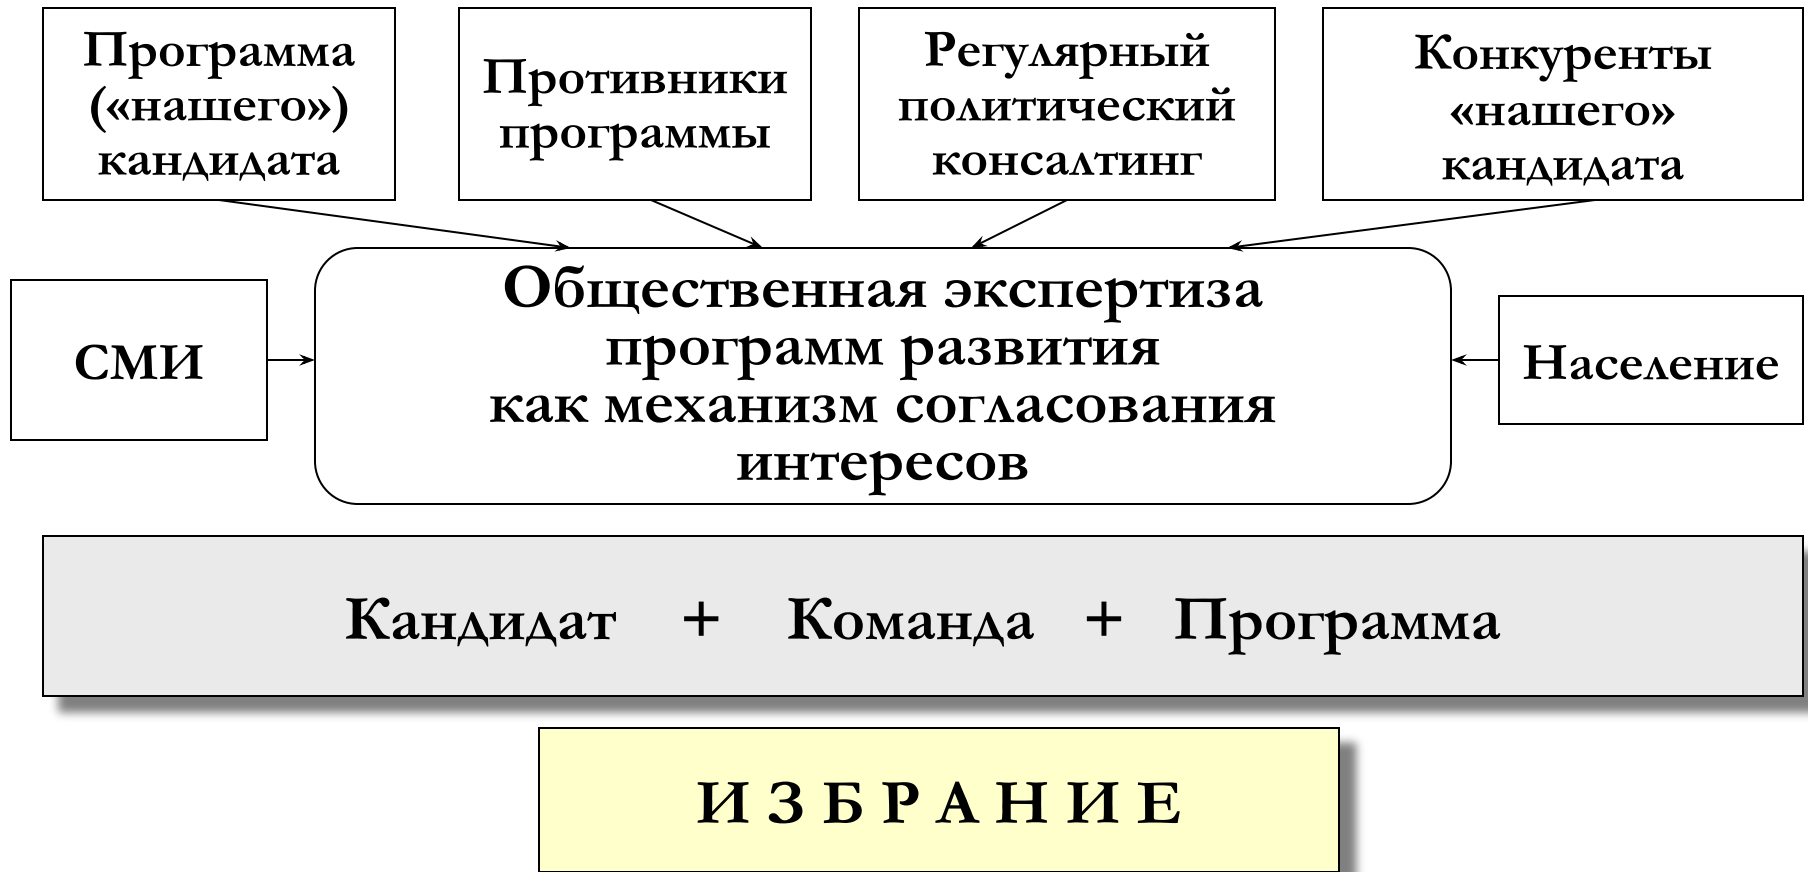 Программа
(«нашего»)
кандидата
Противники
программы
Регулярный
политический
консалтинг
Конкуренты
«нашего»
кандидата
СМИ
Общественная экспертиза
программ развития
как механизм согласования
интересов
Население
Кандидат + Команда + Программа
И З Б Р А Н И Е